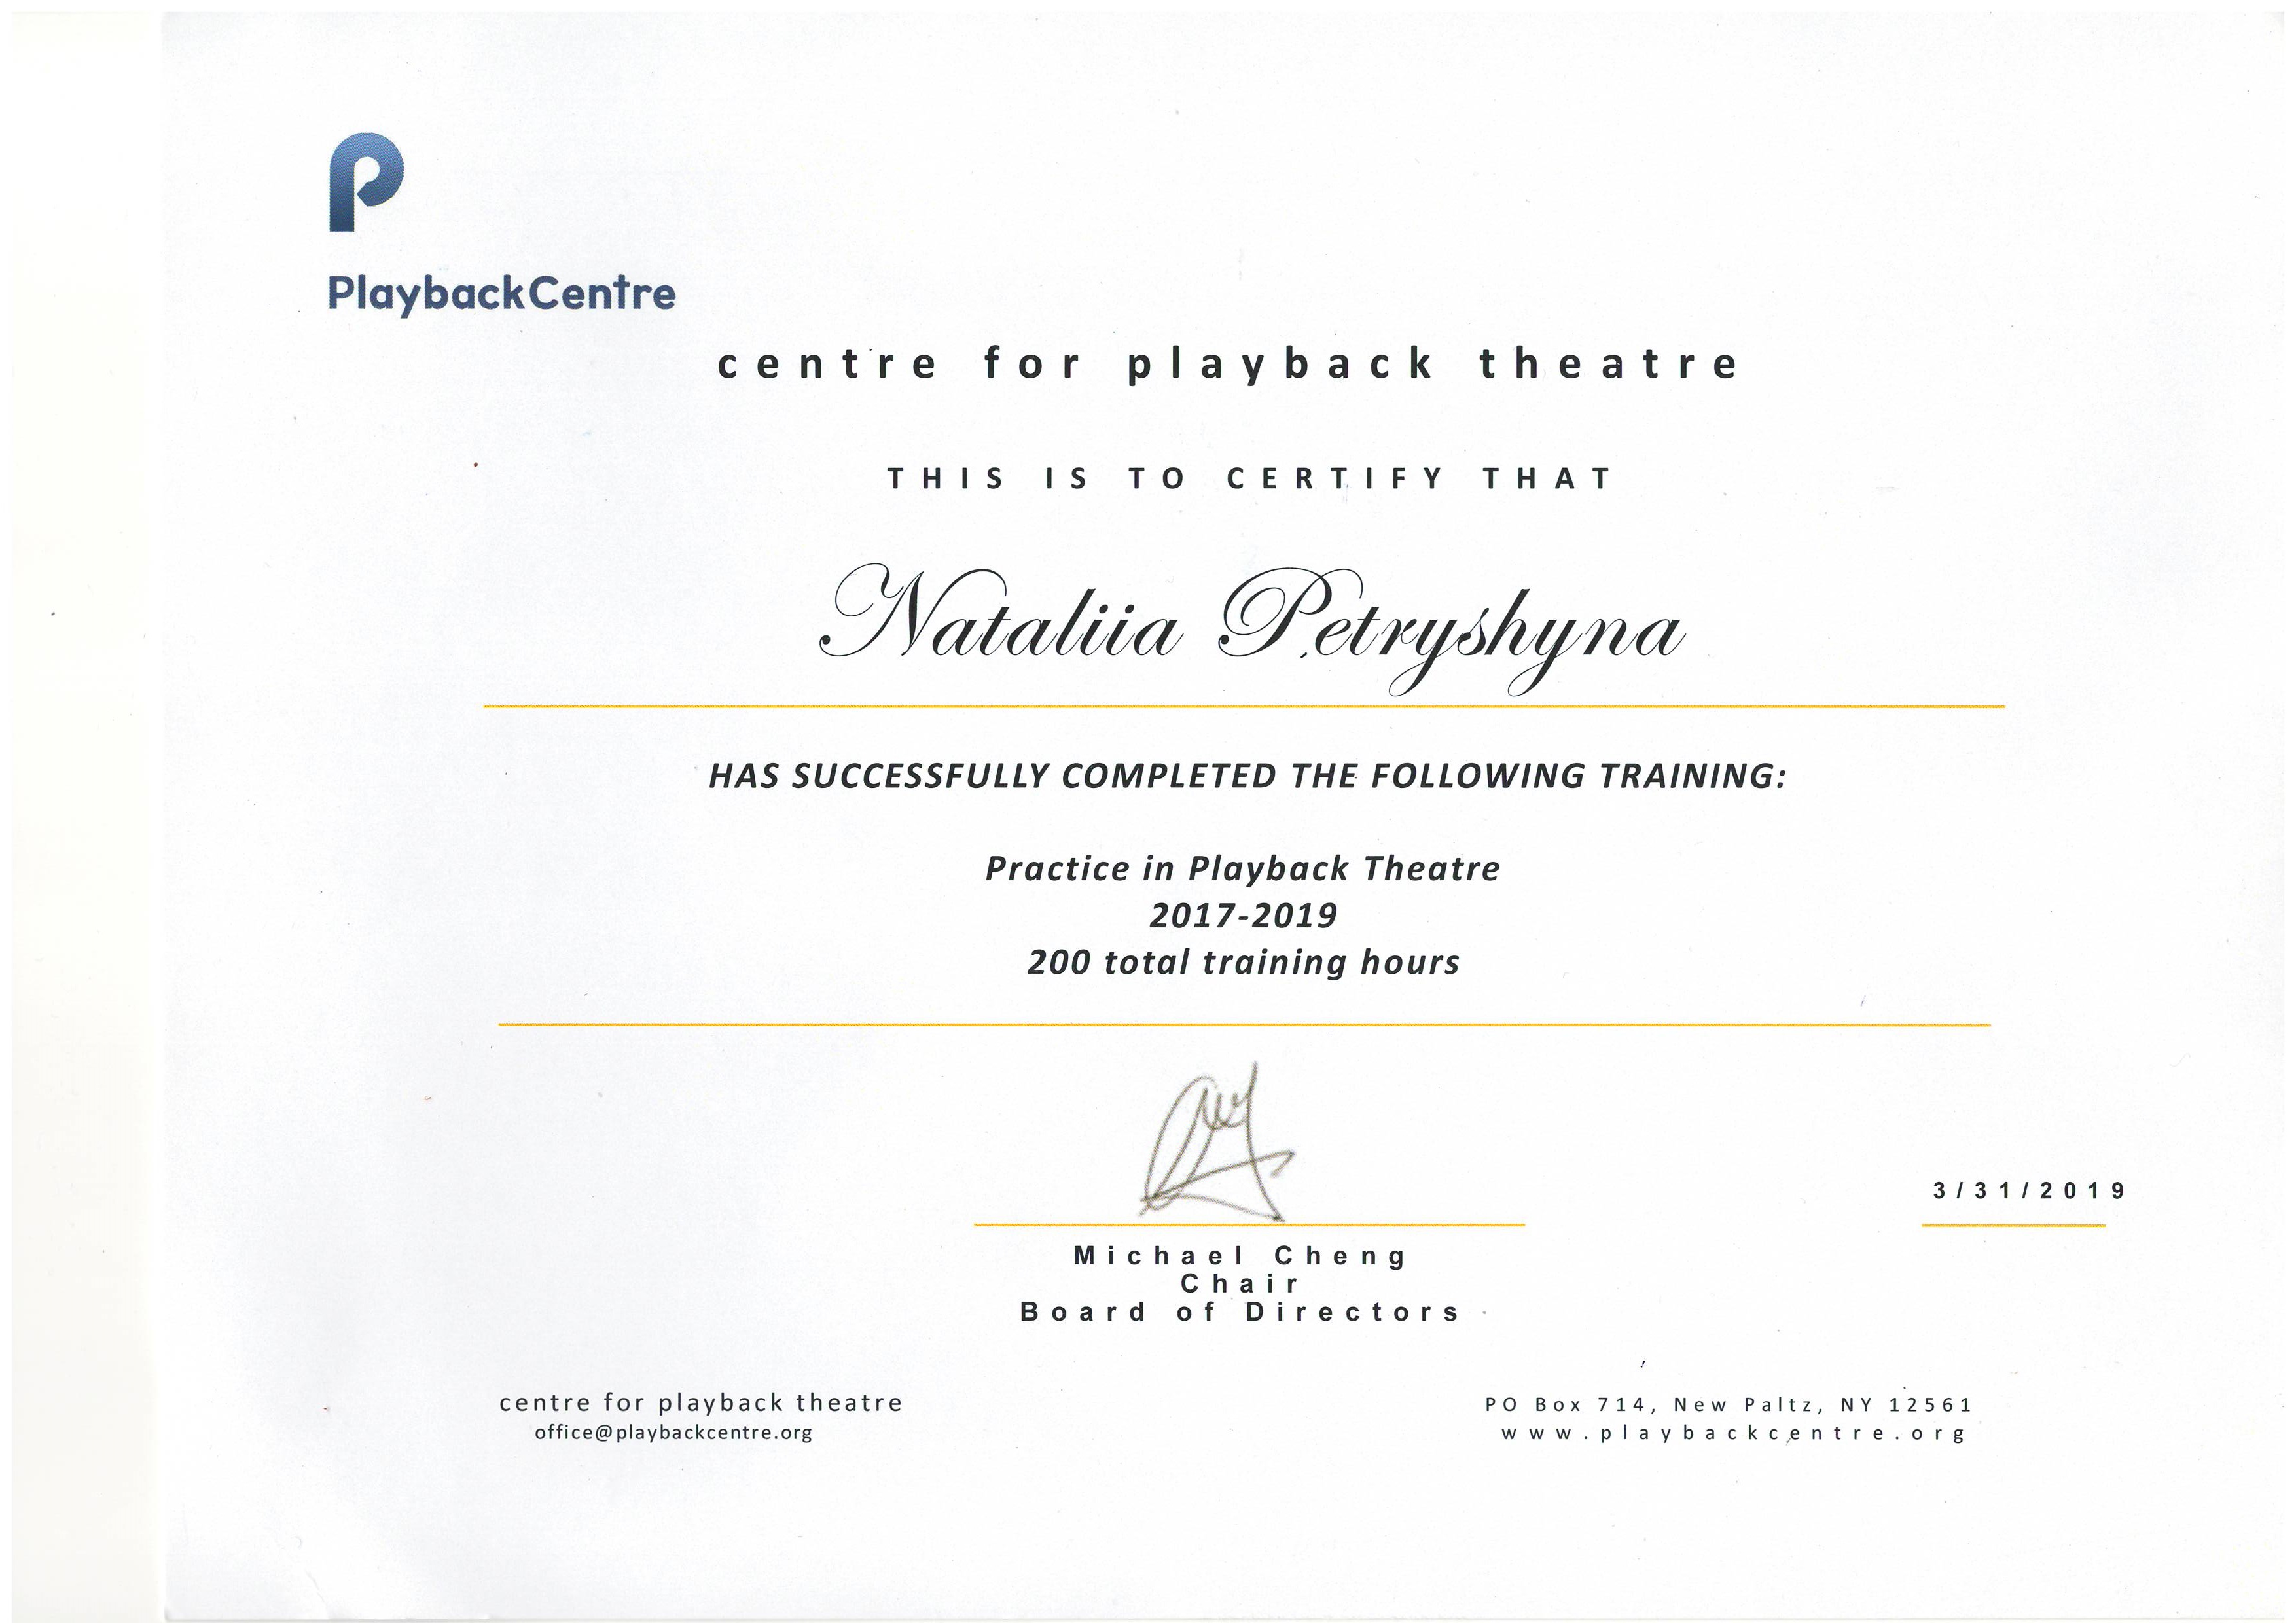 PlaybackCentre
centre for playback theatre
THIS IS TO CERTIFY THAT
Nataliia Petryshyna
HAS SUCCESSFULLY COMPLETED THE FOLLOWING TRAINING:
Practice in Playback Theatre
2017-2019
200 total training hours
3/31/2019
Michael Cheng
Chair
Board of Directors
centre for playback theatre
office@playbackcentre.org
PO Box 714, New Paltz, NY 12561
www.playbackcentre.org